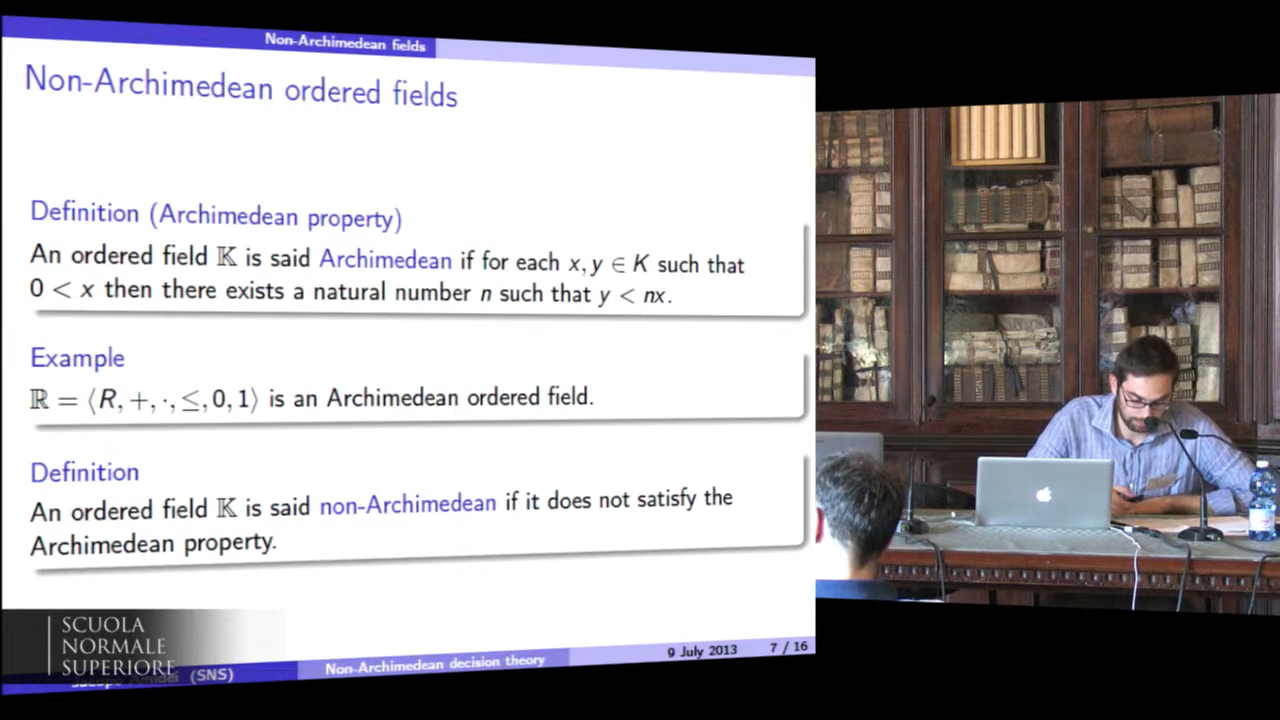 Non-Archimedean fields
Non-Archimedean ordered fields
Definition (Archimedean property)
An ordered field 𝕂 is said Archimedean if for each x, y ∈ K such that
0 < x then there exists a natural number n such that y < nx.
Example
ℝ = ⟨R, +, ·, ≤, 0, 1⟩ is an Archimedean ordered field.
Definition
An ordered field 𝕂 is said non-Archimedean if it does not satisfy the
Archimedean property.
SCUOLA
NORMALE
SUPERIORE
(SNS)
Non-Archimedean decision theory
9 July 2013
7 / 16